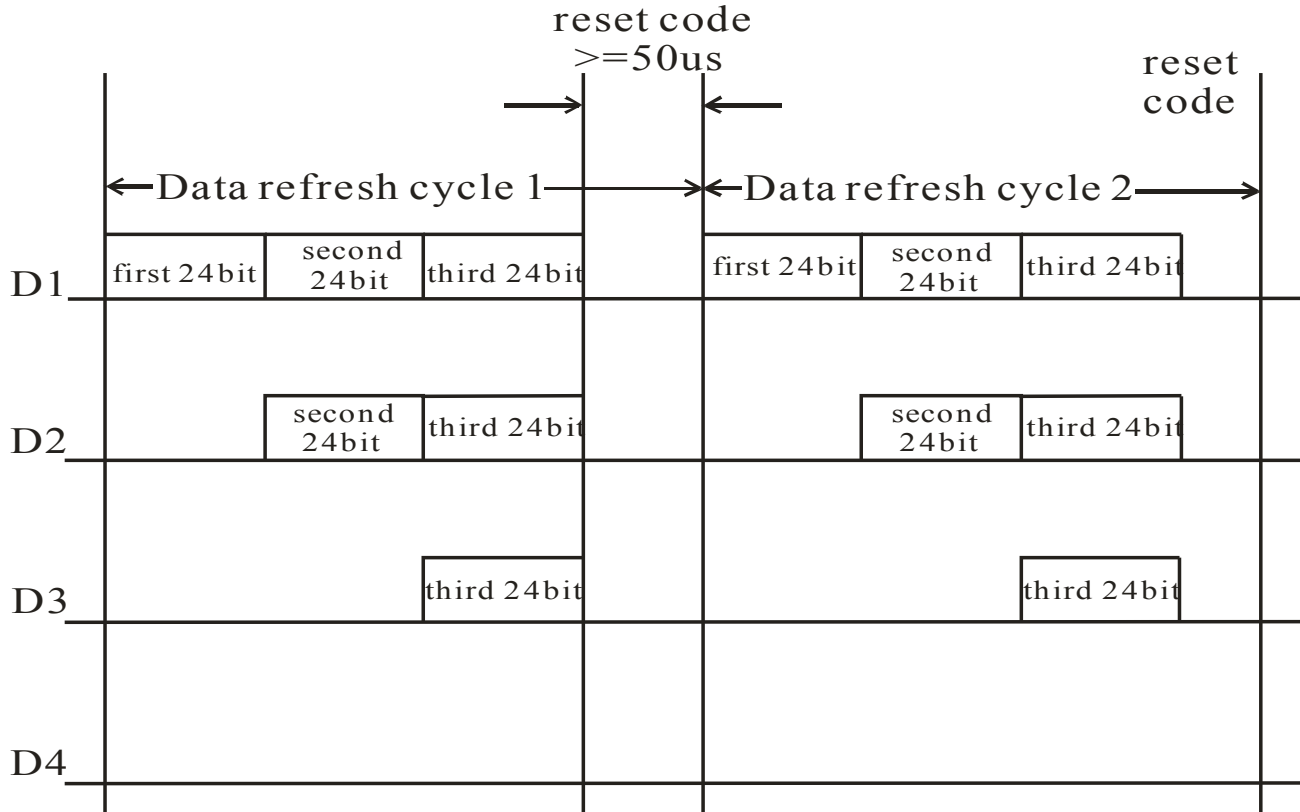 reset code
>=50us
reset
code
Data refresh cycle 1
Data refresh cycle 2
D1
first 24bit
second
24bit
third 24bit
first 24bit
second
24bit
third 24bit
D2
second
24bit
third 24bit
second
24bit
third 24bit
D3
third 24bit
third 24bit
D4